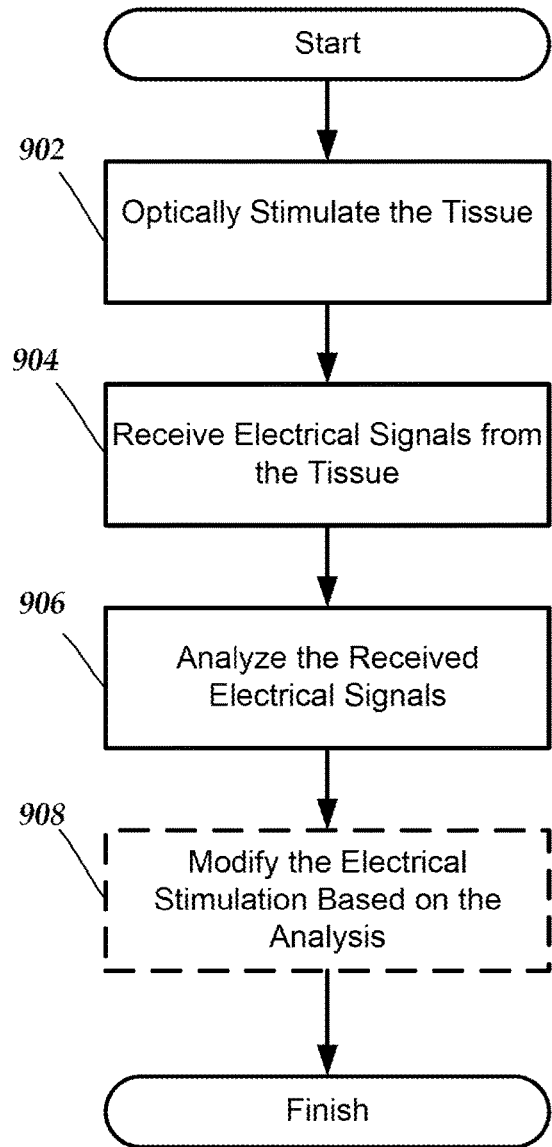 Start
902
Optically Stimulate the Tissue
904
Receive Electrical Signals from
the Tissue
906
Analyze the Received
Electrical Signals
908
Modify the Electrical
Stimulation Based on the
Analysis
Finish